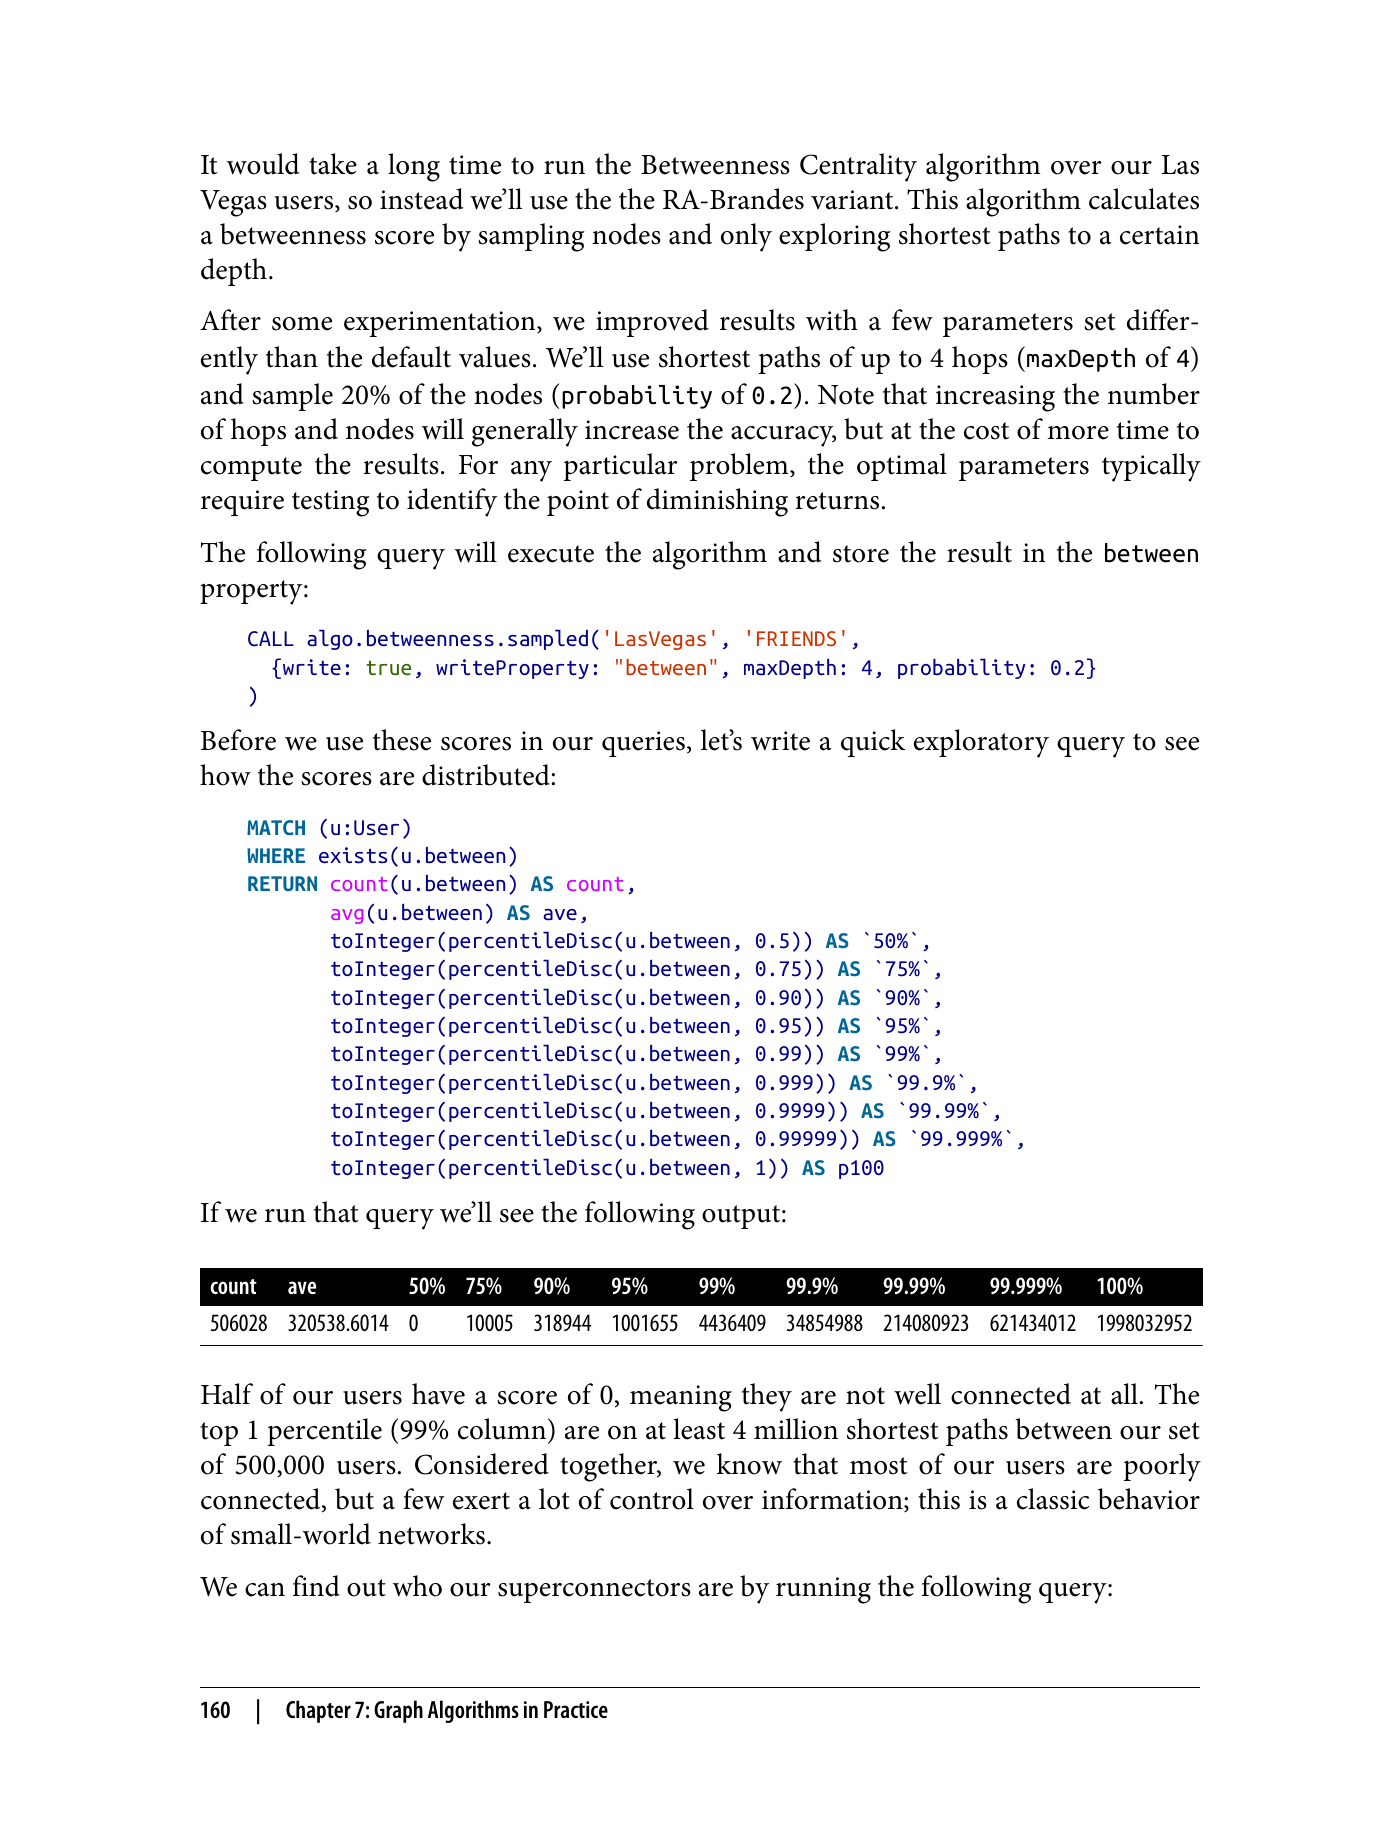 It would take a long time to run the Betweenness Centrality algorithm over our Las
Vegas users, so instead we’ll use the the RA-Brandes variant. This algorithm calculates
a betweenness score by sampling nodes and only exploring shortest paths to a certain
depth.
After some experimentation, we improved results with a few parameters set differ-
ently than the default values. We’ll use shortest paths of up to 4 hops (maxDepth of 4)
and sample 20% of the nodes (probability of 0.2). Note that increasing the number
of hops and nodes will generally increase the accuracy, but at the cost of more time to
compute the results. For any particular problem, the optimal parameters typically
require testing to identify the point of diminishing returns.
The following query will execute the algorithm and store the result in the between
property:
CALL algo.betweenness.sampled('LasVegas', 'FRIENDS',
  {write: true, writeProperty: "between", maxDepth: 4, probability: 0.2}
)
Before we use these scores in our queries, let’s write a quick exploratory query to see
how the scores are distributed:
MATCH (u:User)
WHERE exists(u.between)
RETURN count(u.between) AS count,
       avg(u.between) AS ave,
       toInteger(percentileDisc(u.between, 0.5)) AS `50%`,
       toInteger(percentileDisc(u.between, 0.75)) AS `75%`,
       toInteger(percentileDisc(u.between, 0.90)) AS `90%`,
       toInteger(percentileDisc(u.between, 0.95)) AS `95%`,
       toInteger(percentileDisc(u.between, 0.99)) AS `99%`,
       toInteger(percentileDisc(u.between, 0.999)) AS `99.9%`,
       toInteger(percentileDisc(u.between, 0.9999)) AS `99.99%`,
       toInteger(percentileDisc(u.between, 0.99999)) AS `99.999%`,
       toInteger(percentileDisc(u.between, 1)) AS p100
If we run that query we’ll see the following output:
count ave 50% 75% 90% 95% 99% 99.9% 99.99% 99.999% 100%
506028 320538.6014 0 10005 318944 1001655 4436409 34854988 214080923 621434012 1998032952
Half of our users have a score of 0, meaning they are not well connected at all. The
top 1 percentile (99% column) are on at least 4 million shortest paths between our set
of 500,000 users. Considered together, we know that most of our users are poorly
connected, but a few exert a lot of control over information; this is a classic behavior
of small-world networks.
We can find out who our superconnectors are by running the following query:
160 | Chapter 7: Graph Algorithms in Practice